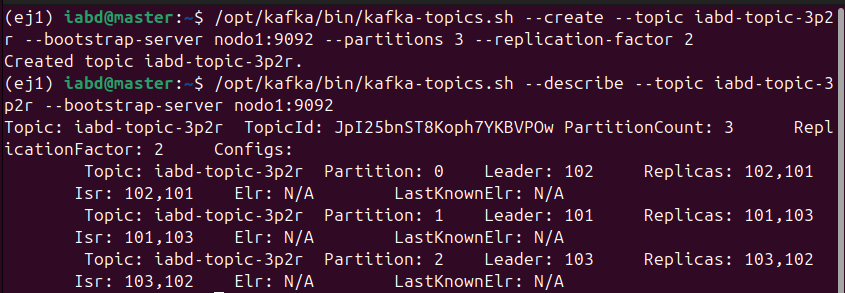 (ej1) iabd@master:~$ /opt/kafka/bin/kafka-topics.sh --create --topic iabd-topic-3p2
r --bootstrap-server nodo1:9092 --partitions 3 --replication-factor 2
Created topic iabd-topic-3p2r.
(ej1) iabd@master:~$ /opt/kafka/bin/kafka-topics.sh --describe --topic iabd-topic-3
p2r --bootstrap-server nodo1:9092
Topic: iabd-topic-3p2r  TopicId: JpI25bnST8Koph7YKBVPOw PartitionCount: 3       Repl
icationFactor: 2     Configs:
        Topic: iabd-topic-3p2r  Partition: 0    Leader: 102     Replicas: 102,101
       Isr: 102,101    Elr: N/A        LastKnownElr: N/A
        Topic: iabd-topic-3p2r  Partition: 1    Leader: 101     Replicas: 101,103
       Isr: 101,103    Elr: N/A        LastKnownElr: N/A
        Topic: iabd-topic-3p2r  Partition: 2    Leader: 103     Replicas: 103,102
       Isr: 103,102    Elr: N/A        LastKnownElr: N/A